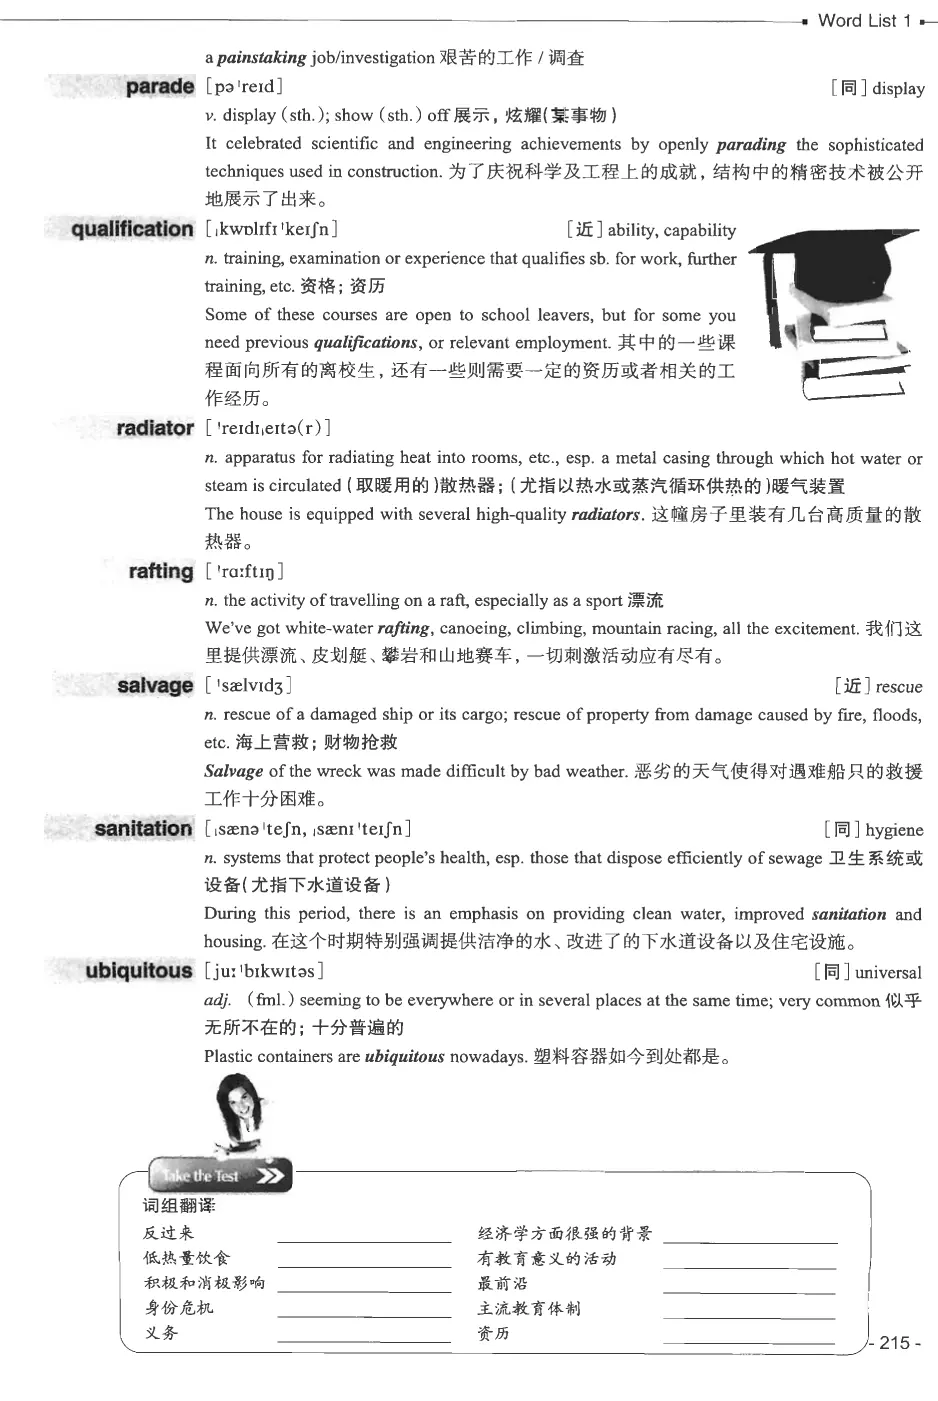 Word List 1
a painstaking job/investigation 艰苦的工作 / 调查
parade [pə'reɪd] [同] display
v. display (sth.); show (sth.) off 展示，炫耀(某事物)
It celebrated scientific and engineering achievements by openly parading the sophisticated
techniques used in construction. 为了庆祝科学及工程上的成就，结构中的精密技术被公开
地展示了出来。
qualification [ˌkwɒlɪfɪ'keɪʃn] [近] ability, capability
n. training, examination or experience that qualifies sb. for work, further
training, etc. 资格；资历
Some of these courses are open to school leavers, but for some you
need previous qualifications, or relevant employment. 其中的一些课
程面向所有的离校生，还有一些则需要一定的资历或者相关的工
作经历。
radiator ['reɪdɪˌeɪtə(r)]
n. apparatus for radiating heat into rooms, etc., esp. a metal casing through which hot water or
steam is circulated (取暖用的)散热器；(尤指以热水或蒸汽循环供热的)暖气装置
The house is equipped with several high-quality radiators. 这幢房子里装有几台高质量的散
热器。
rafting ['rɑːftɪŋ]
n. the activity of travelling on a raft, especially as a sport 漂流
We've got white-water rafting, canoeing, climbing, mountain racing, all the excitement. 我们这
里提供漂流、皮划艇、攀岩和山地赛车，一切刺激活动应有尽有。
salvage ['sælvɪdʒ] [近] rescue
n. rescue of a damaged ship or its cargo; rescue of property from damage caused by fire, floods,
etc. 海上营救；财物抢救
Salvage of the wreck was made difficult by bad weather. 恶劣的天气使得对遇难船只的救援
工作十分困难。
sanitation [ˌsænə'teʃn, ˌsænɪ'teɪʃn] [同] hygiene
n. systems that protect people's health, esp. those that dispose efficiently of sewage 卫生系统或
设备(尤指下水道设备)
During this period, there is an emphasis on providing clean water, improved sanitation and
housing. 在这个时期特别强调提供洁净的水、改进了的下水道设备以及住宅设施。
ubiquitous [juː'bɪkwɪtəs] [同] universal
adj. (fml.) seeming to be everywhere or in several places at the same time; very common 似乎
无所不在的；十分普遍的
Plastic containers are ubiquitous nowadays. 塑料容器如今到处都是。
Take the Test
词组翻译
反过来 经济学方面很强的背景
低热量饮食 有教育意义的活动
积极和消极影响 最前沿
身份危机 主流教育体制
义务 资历
- 215 -